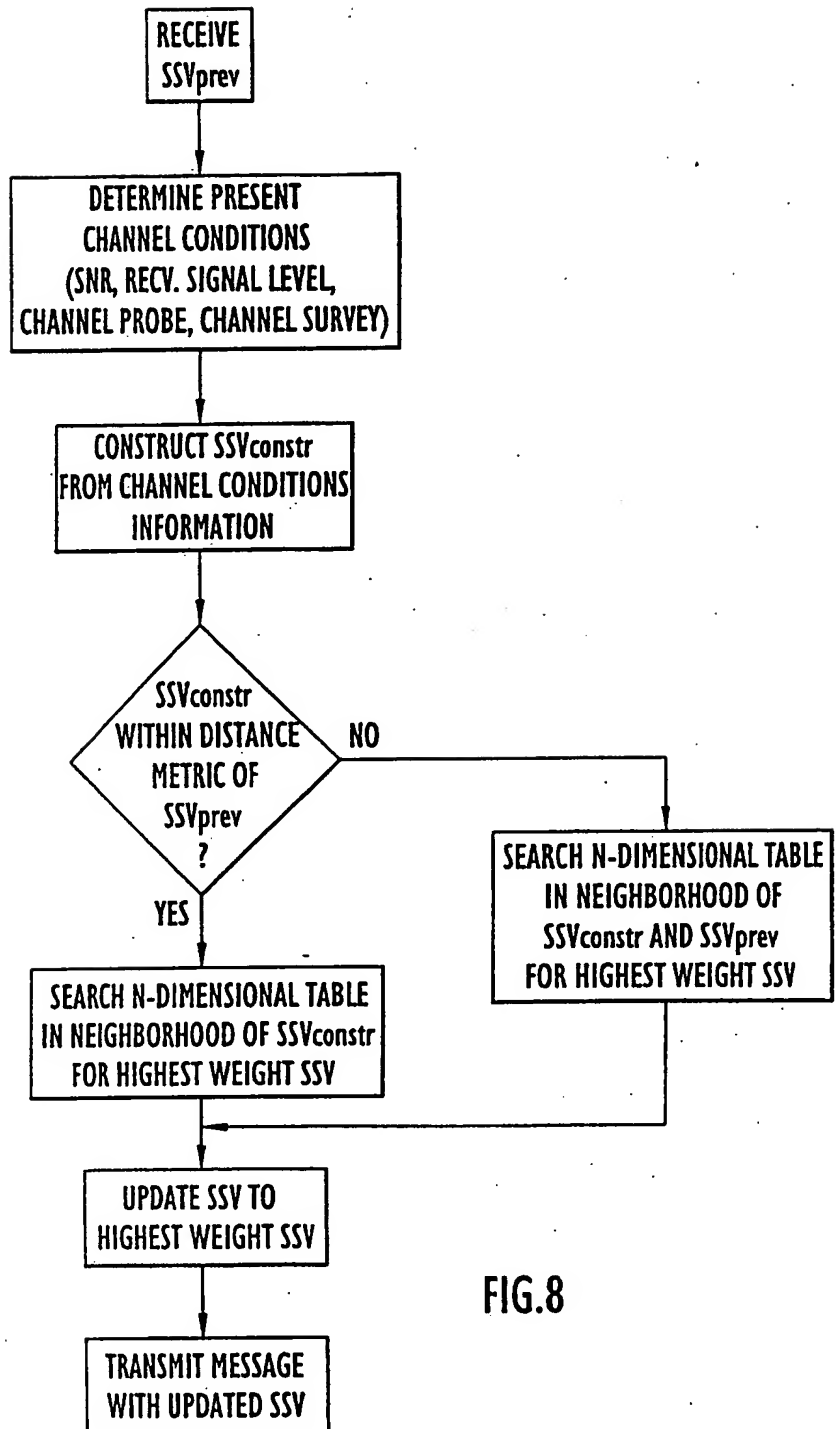 RECEIVE
SSVprev
DETERMINE PRESENT
CHANNEL CONDITIONS
(SNR, RECV. SIGNAL LEVEL,
CHANNEL PROBE, CHANNEL SURVEY)
CONSTRUCT SSVconstr
FROM CHANNEL CONDITIONS
INFORMATION
SSVconstr
WITHIN DISTANCE
METRIC OF
SSVprev
?
NO
YES
SEARCH N-DIMENSIONAL TABLE
IN NEIGHBORHOOD OF
SSVconstr AND SSVprev
FOR HIGHEST WEIGHT SSV
SEARCH N-DIMENSIONAL TABLE
IN NEIGHBORHOOD OF SSVconstr
FOR HIGHEST WEIGHT SSV
UPDATE SSV TO
HIGHEST WEIGHT SSV
TRANSMIT MESSAGE
WITH UPDATED SSV
FIG.8